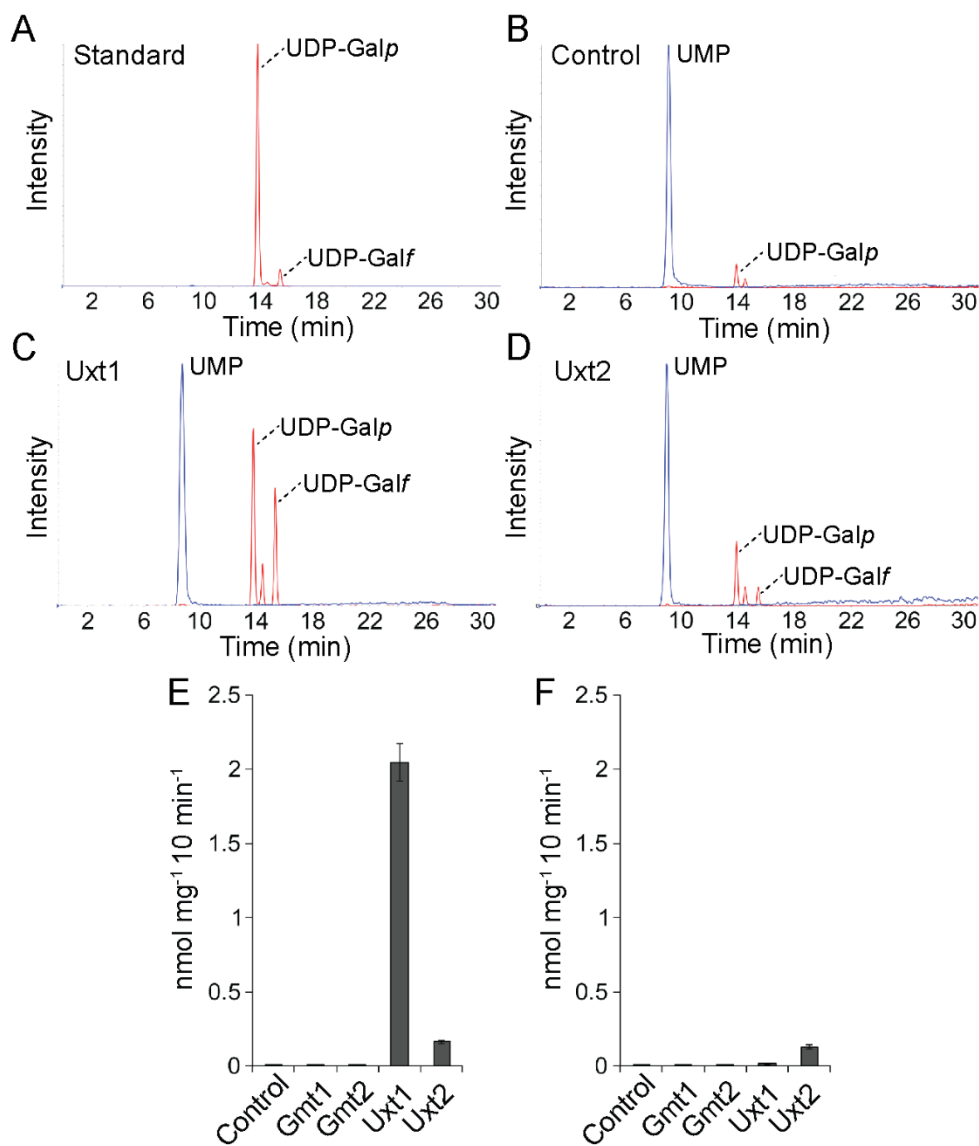 A
Standard
UDP-Galp
UDP-Galf
Intensity
2 6 10 14 18 22 26 30
Time (min)
B
Control
UMP
UDP-Galp
Intensity
2 6 10 14 18 22 26 30
Time (min)
C
Uxt1
UMP
UDP-Galp
UDP-Galf
Intensity
2 6 10 14 18 22 26 30
Time (min)
D
Uxt2
UMP
UDP-Galp
UDP-Galf
Intensity
2 6 10 14 18 22 26 30
Time (min)
E
2.5
2
1.5
1
0.5
0
nmol mg⁻¹ 10 min⁻¹
Control Gmt1 Gmt2 Uxt1 Uxt2
F
2.5
2
1.5
1
0.5
0
nmol mg⁻¹ 10 min⁻¹
Control Gmt1 Gmt2 Uxt1 Uxt2